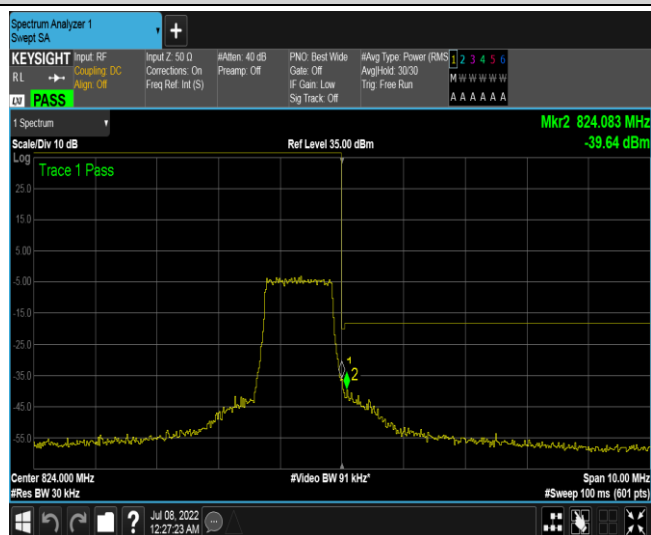 Spectrum Analyzer 1
Swept SA
+
KEYSIGHT Input: RF Input Z: 50 Ω #Atten: 40 dB PNO: Best Wide #Avg Type: Power (RMS 1 2 3 4 5 6
RL Coupling: DC Corrections: On Preamp: Off Gate: Off Avg|Hold: 30/30 M W W W W W
Align: Off Freq Ref: Int (S) IF Gain: Low Trig: Free Run
LXI PASS Sig Track: Off A A A A A A
1 Spectrum Mkr2 824.083 MHz
Scale/Div 10 dB Ref Level 35.00 dBm -39.64 dBm
Log
Trace 1 Pass
25.0
15.0
5.00
-5.00
-15.0
-25.0
-35.0
-45.0
-55.0
1
2
Center 824.000 MHz #Video BW 91 kHz* Span 10.00 MHz
#Res BW 30 kHz #Sweep 100 ms (601 pts)
? Jul 08, 2022
12:27:23 AM